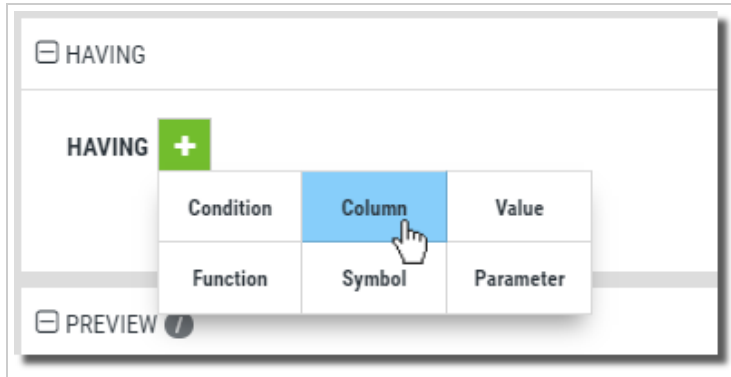 HAVING
HAVING +
Condition Column Value
Function Symbol Parameter
PREVIEW i